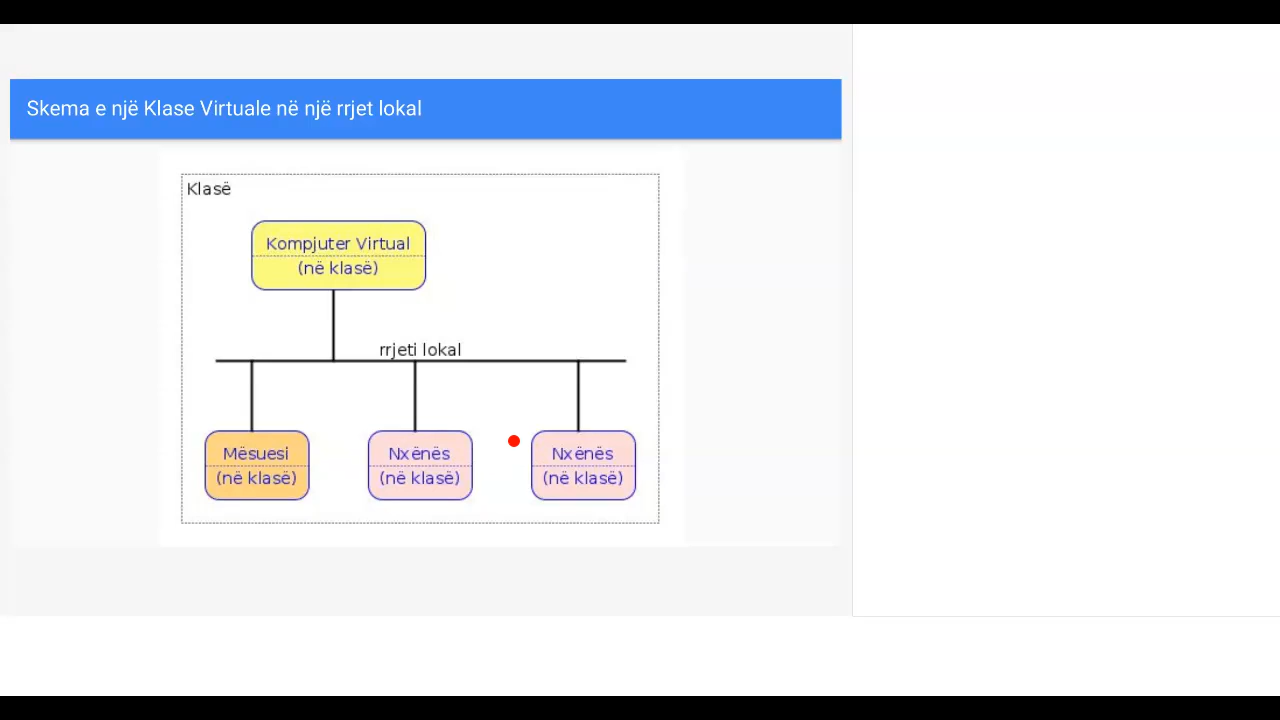 Skema e një Klase Virtuale në një rrjet lokal
Klasë
Kompjuter Virtual
(në klasë)
rrjeti lokal
Mësuesi
(në klasë)
Nxënës
(në klasë)
Nxënës
(në klasë)